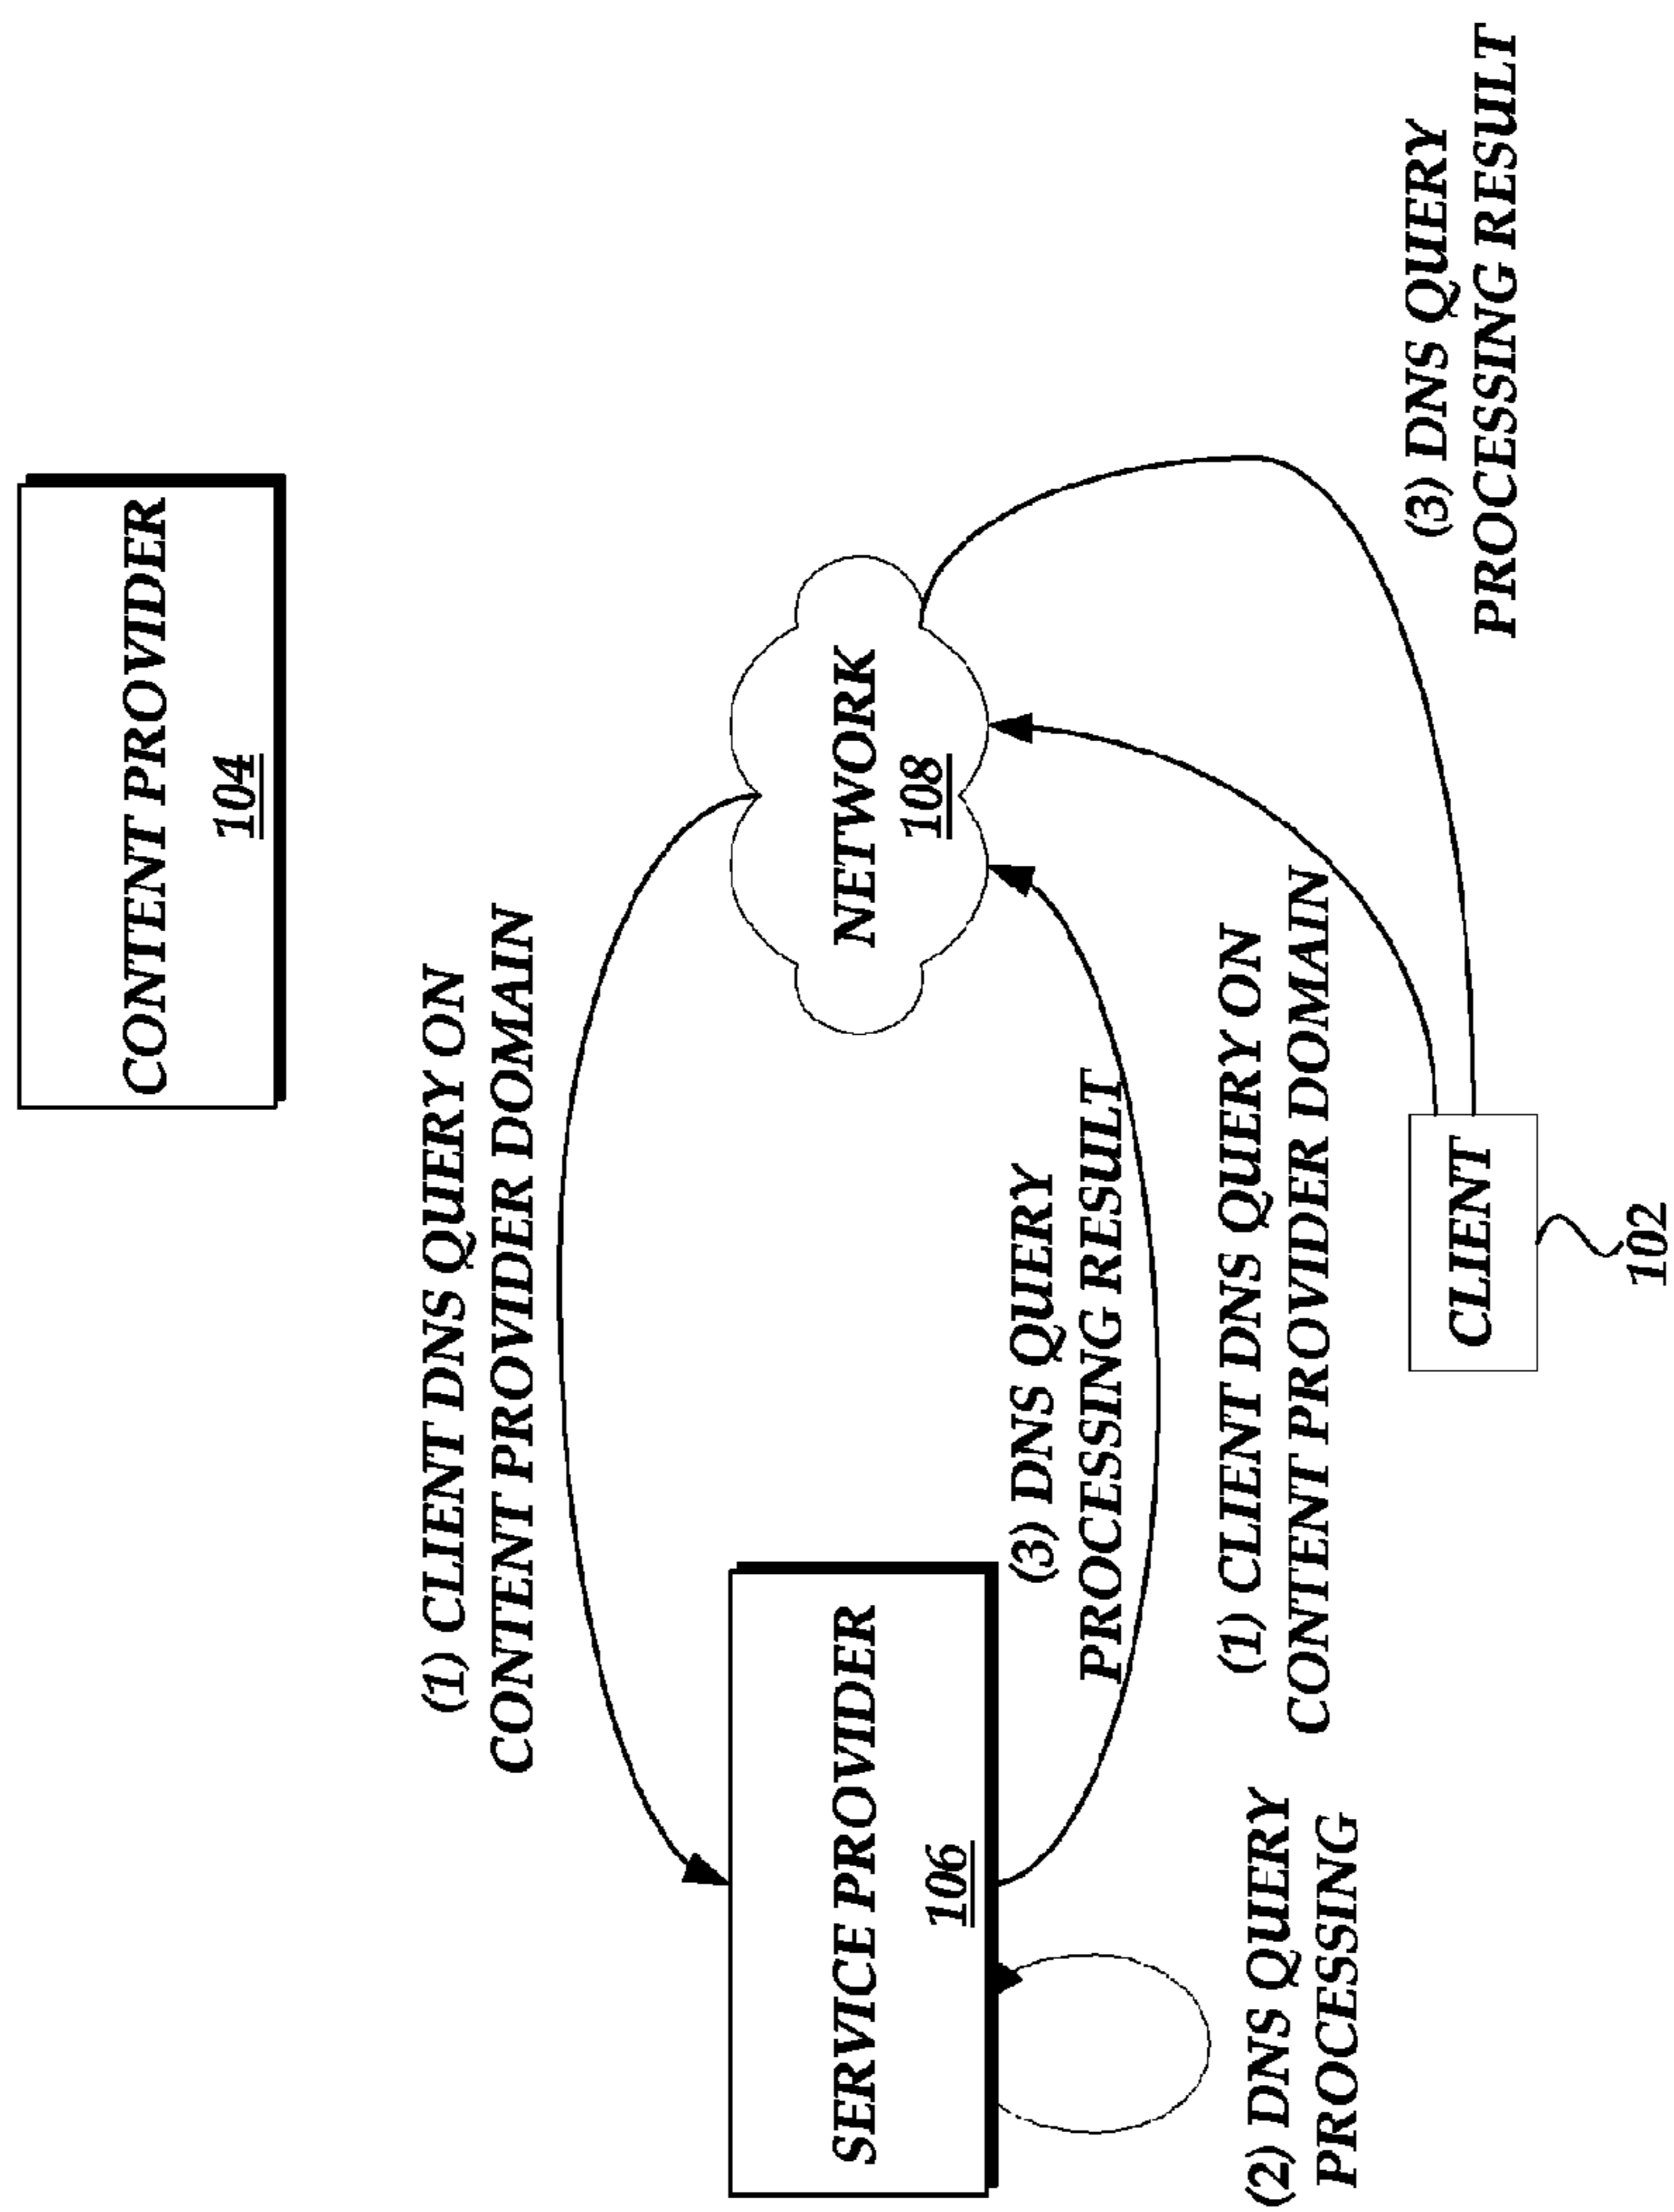 CONTENT PROVIDER
104
(1) CLIENT DNS QUERY ON
CONTENT PROVIDER DOMAIN
SERVICE PROVIDER
106
NETWORK
108
(3) DNS QUERY
PROCESSING RESULT
(1) CLIENT DNS QUERY ON
CONTENT PROVIDER DOMAIN
(2) DNS QUERY
PROCESSING
(3) DNS QUERY
PROCESSING RESULT
CLIENT
102